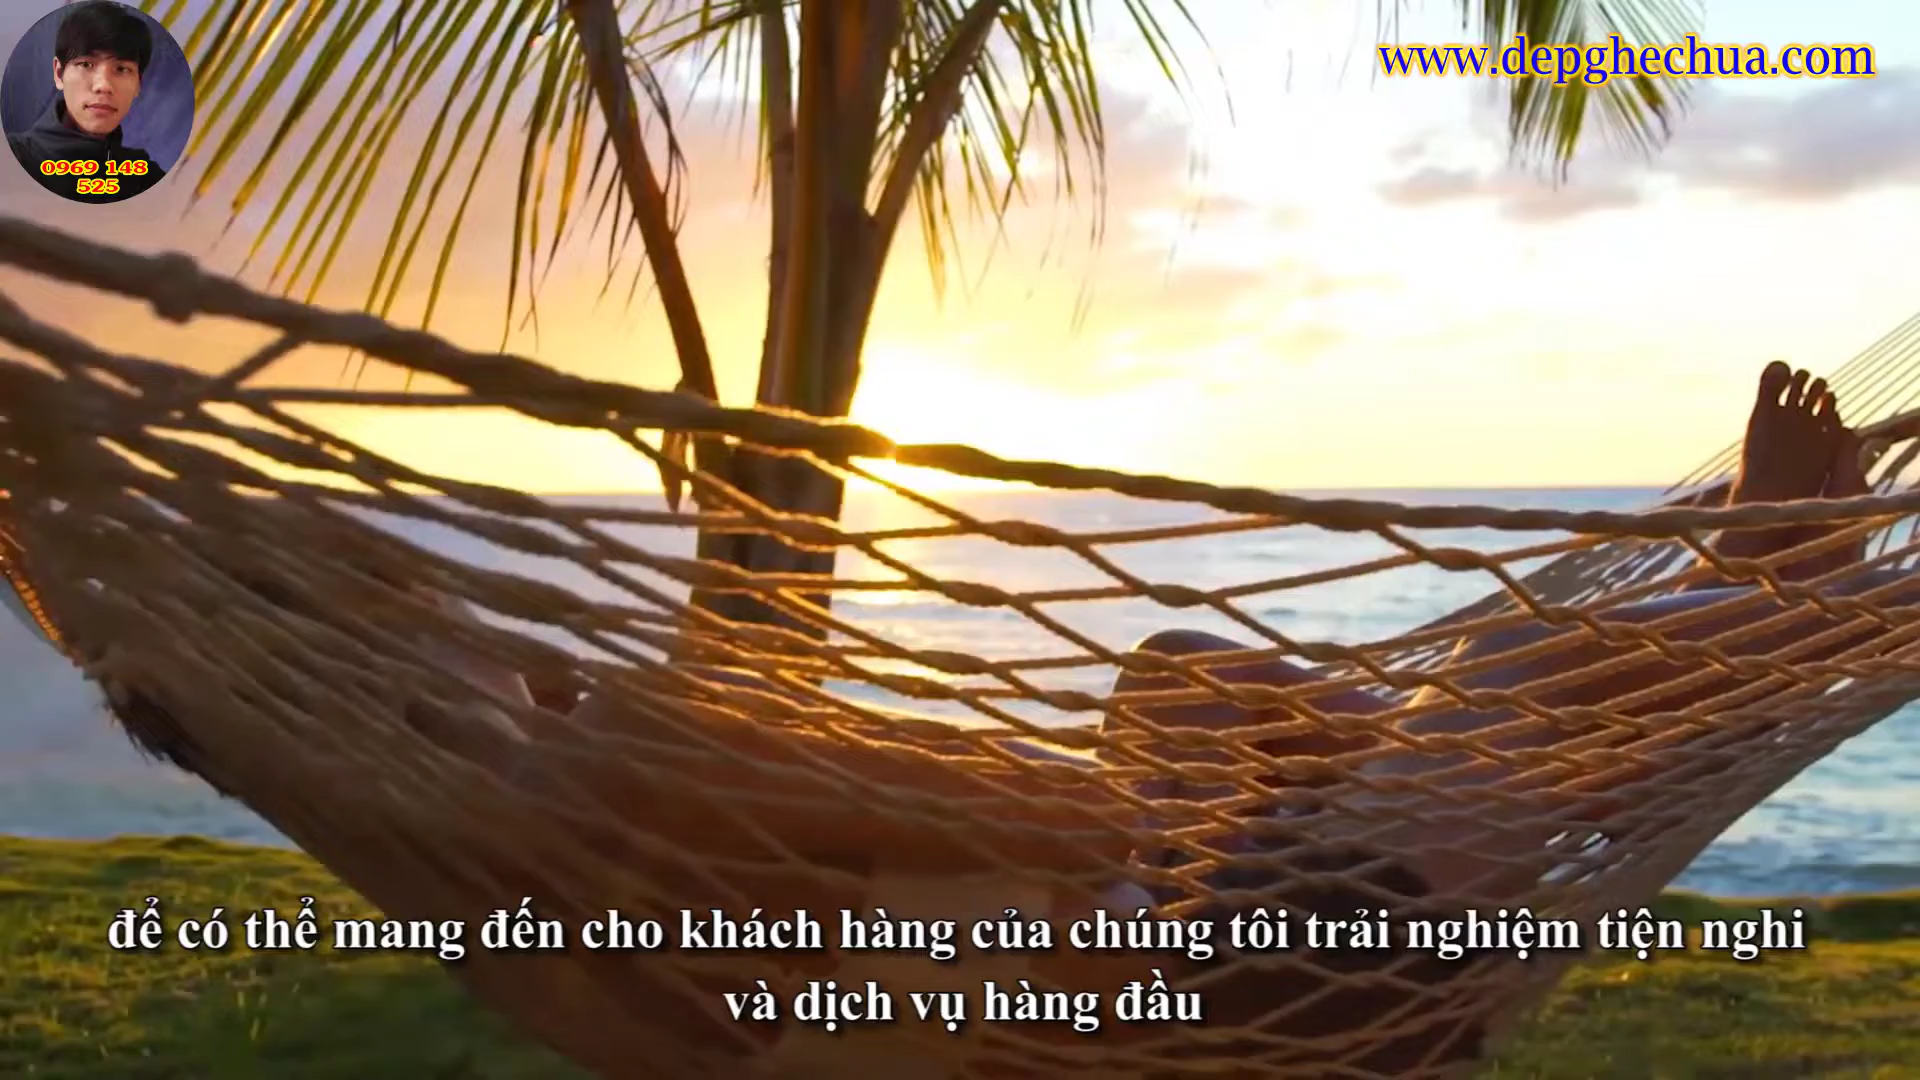 www.depghechua.com
0969 148
525
để có thể mang đến cho khách hàng của chúng tôi trải nghiệm tiện nghi
và dịch vụ hàng đầu